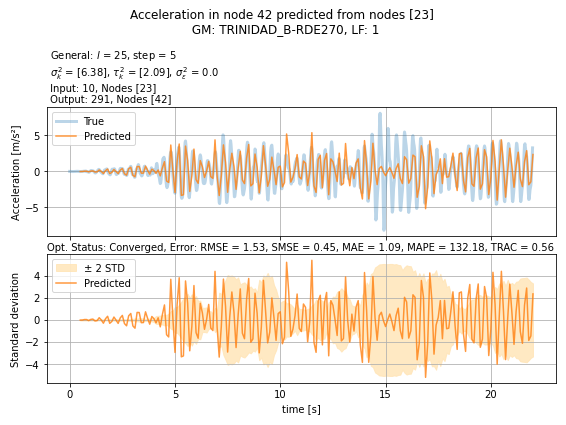 Acceleration in node 42 predicted from nodes [23]
GM: TRINIDAD_B-RDE270, LF: 1
General: l = 25, step = 5
σ²ₖ = [6.38], τ²ₖ = [2.09], σ²ε = 0.0
Input: 10, Nodes [23]
Output: 291, Nodes [42]
True
Predicted
Acceleration [m/s²]
5
0
−5
Opt. Status: Converged, Error: RMSE = 1.53, SMSE = 0.45, MAE = 1.09, MAPE = 132.18, TRAC = 0.56
± 2 STD
Predicted
Standard deviation
4
2
0
−2
−4
0 5 10 15 20
time [s]